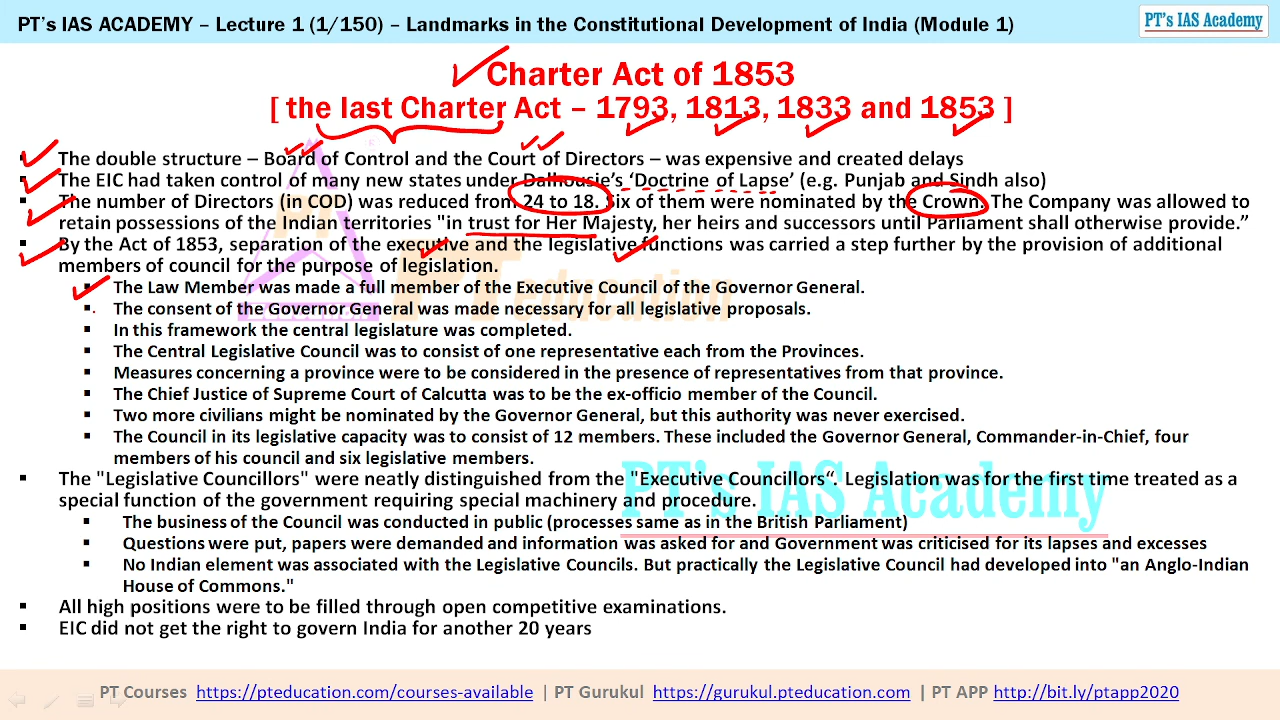 PT's IAS ACADEMY – Lecture 1 (1/150) – Landmarks in the Constitutional Development of India (Module 1)
PT's IAS Academy
Charter Act of 1853
[ the last Charter Act – 1793, 1813, 1833 and 1853 ]
▪ The double structure – Board of Control and the Court of Directors – was expensive and created delays
▪ The EIC had taken control of many new states under Dalhousie's 'Doctrine of Lapse' (e.g. Punjab and Sindh also)
▪ The number of Directors (in COD) was reduced from 24 to 18. Six of them were nominated by the Crown. The Company was allowed to
retain possessions of the Indian territories "in trust for Her Majesty, her heirs and successors until Parliament shall otherwise provide.”
▪ By the Act of 1853, separation of the executive and the legislative functions was carried a step further by the provision of additional
members of council for the purpose of legislation.
▪ The Law Member was made a full member of the Executive Council of the Governor General.
▪ The consent of the Governor General was made necessary for all legislative proposals.
▪ In this framework the central legislature was completed.
▪ The Central Legislative Council was to consist of one representative each from the Provinces.
▪ Measures concerning a province were to be considered in the presence of representatives from that province.
▪ The Chief Justice of Supreme Court of Calcutta was to be the ex-officio member of the Council.
▪ Two more civilians might be nominated by the Governor General, but this authority was never exercised.
▪ The Council in its legislative capacity was to consist of 12 members. These included the Governor General, Commander-in-Chief, four
members of his council and six legislative members.
▪ The "Legislative Councillors" were neatly distinguished from the "Executive Councillors“. Legislation was for the first time treated as a
special function of the government requiring special machinery and procedure.
▪ The business of the Council was conducted in public (processes same as in the British Parliament)
▪ Questions were put, papers were demanded and information was asked for and Government was criticised for its lapses and excesses
▪ No Indian element was associated with the Legislative Councils. But practically the Legislative Council had developed into "an Anglo-Indian
House of Commons."
▪ All high positions were to be filled through open competitive examinations.
▪ EIC did not get the right to govern India for another 20 years
PT education
PT's IAS Academy
PT Courses https://pteducation.com/courses-available | PT Gurukul https://gurukul.pteducation.com | PT APP http://bit.ly/ptapp2020